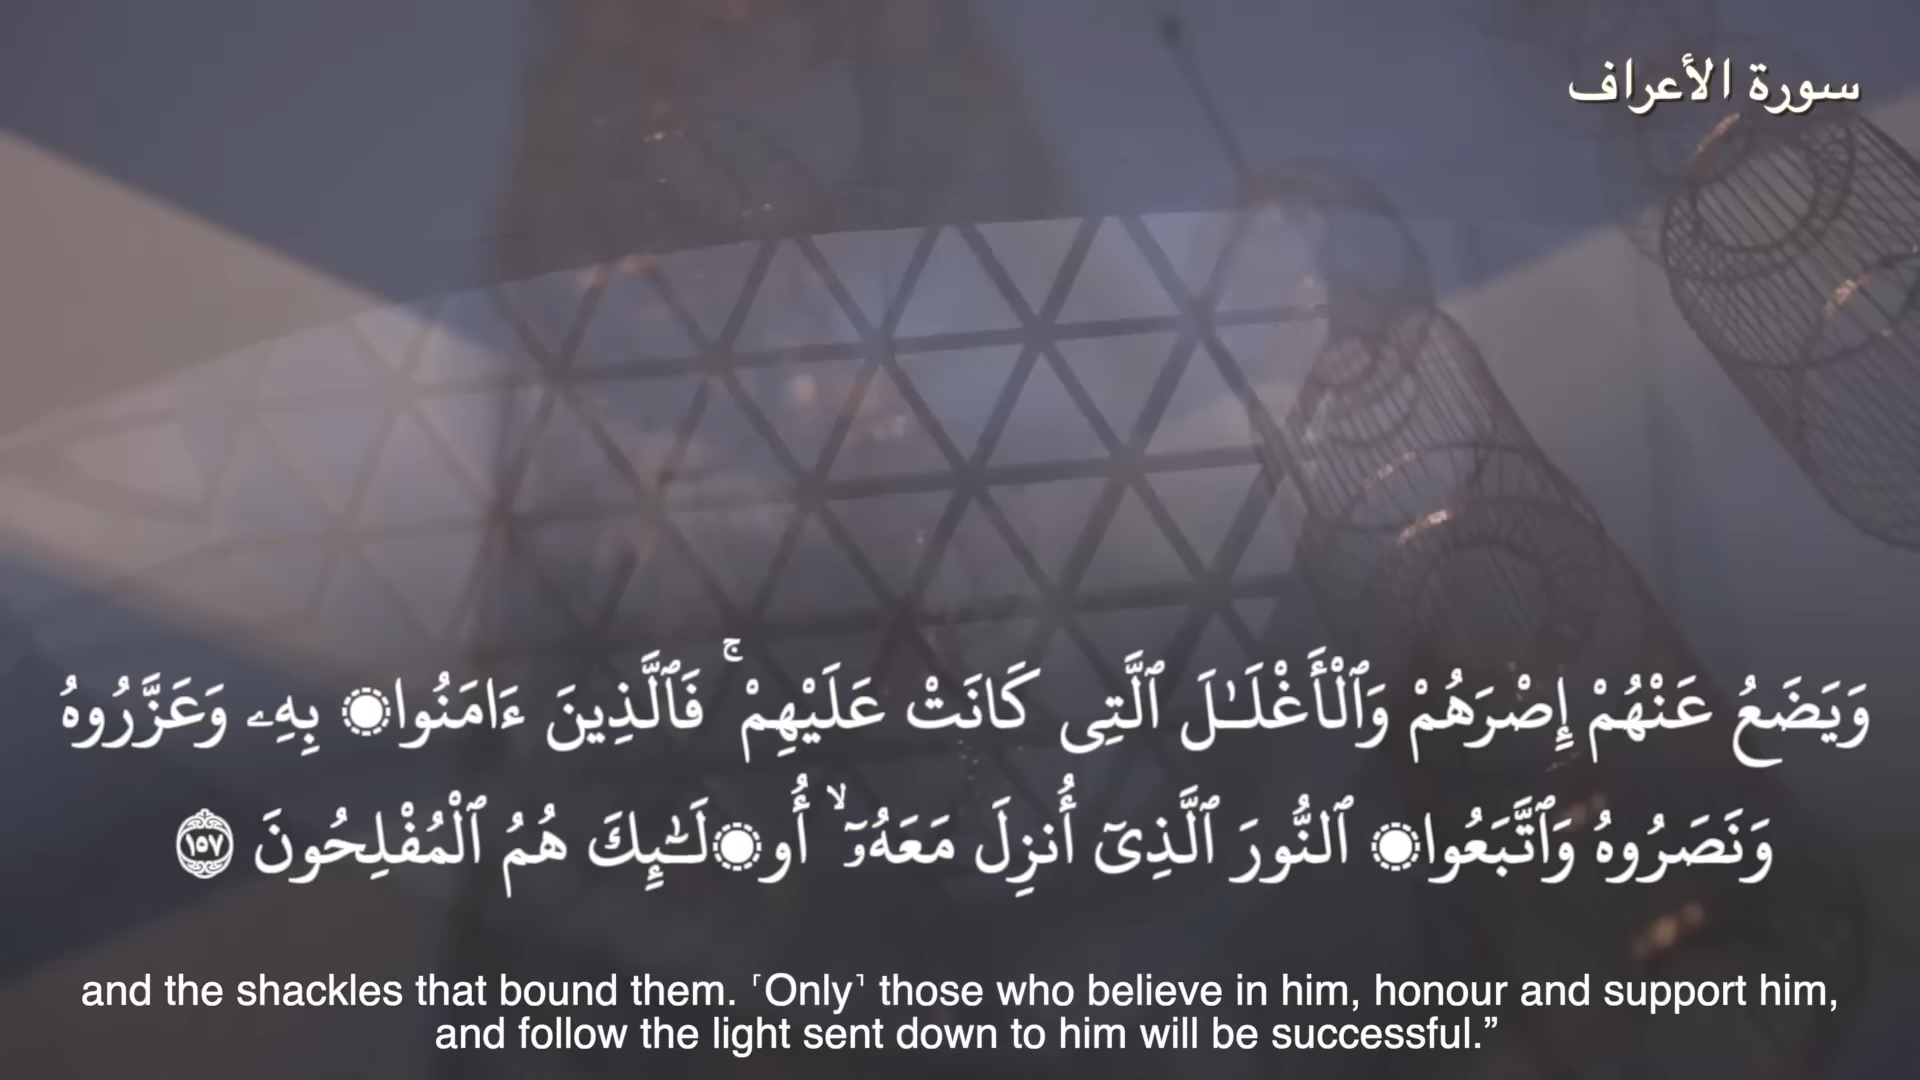 سورة الأعراف
وَيَضَعُ عَنْهُمْ إِصْرَهُمْ وَٱلْأَغْلَـٰلَ ٱلَّتِى كَانَتْ عَلَيْهِمْ ۚ فَٱلَّذِينَ ءَامَنُوا۟ بِهِۦ وَعَزَّرُوهُ
وَنَصَرُوهُ وَٱتَّبَعُوا۟ ٱلنُّورَ ٱلَّذِىٓ أُنزِلَ مَعَهُۥٓ ۙ أُو۟لَـٰٓئِكَ هُمُ ٱلْمُفْلِحُونَ ١٥٧
and the shackles that bound them. ˹Only˺ those who believe in him, honour and support him,
and follow the light sent down to him will be successful.”